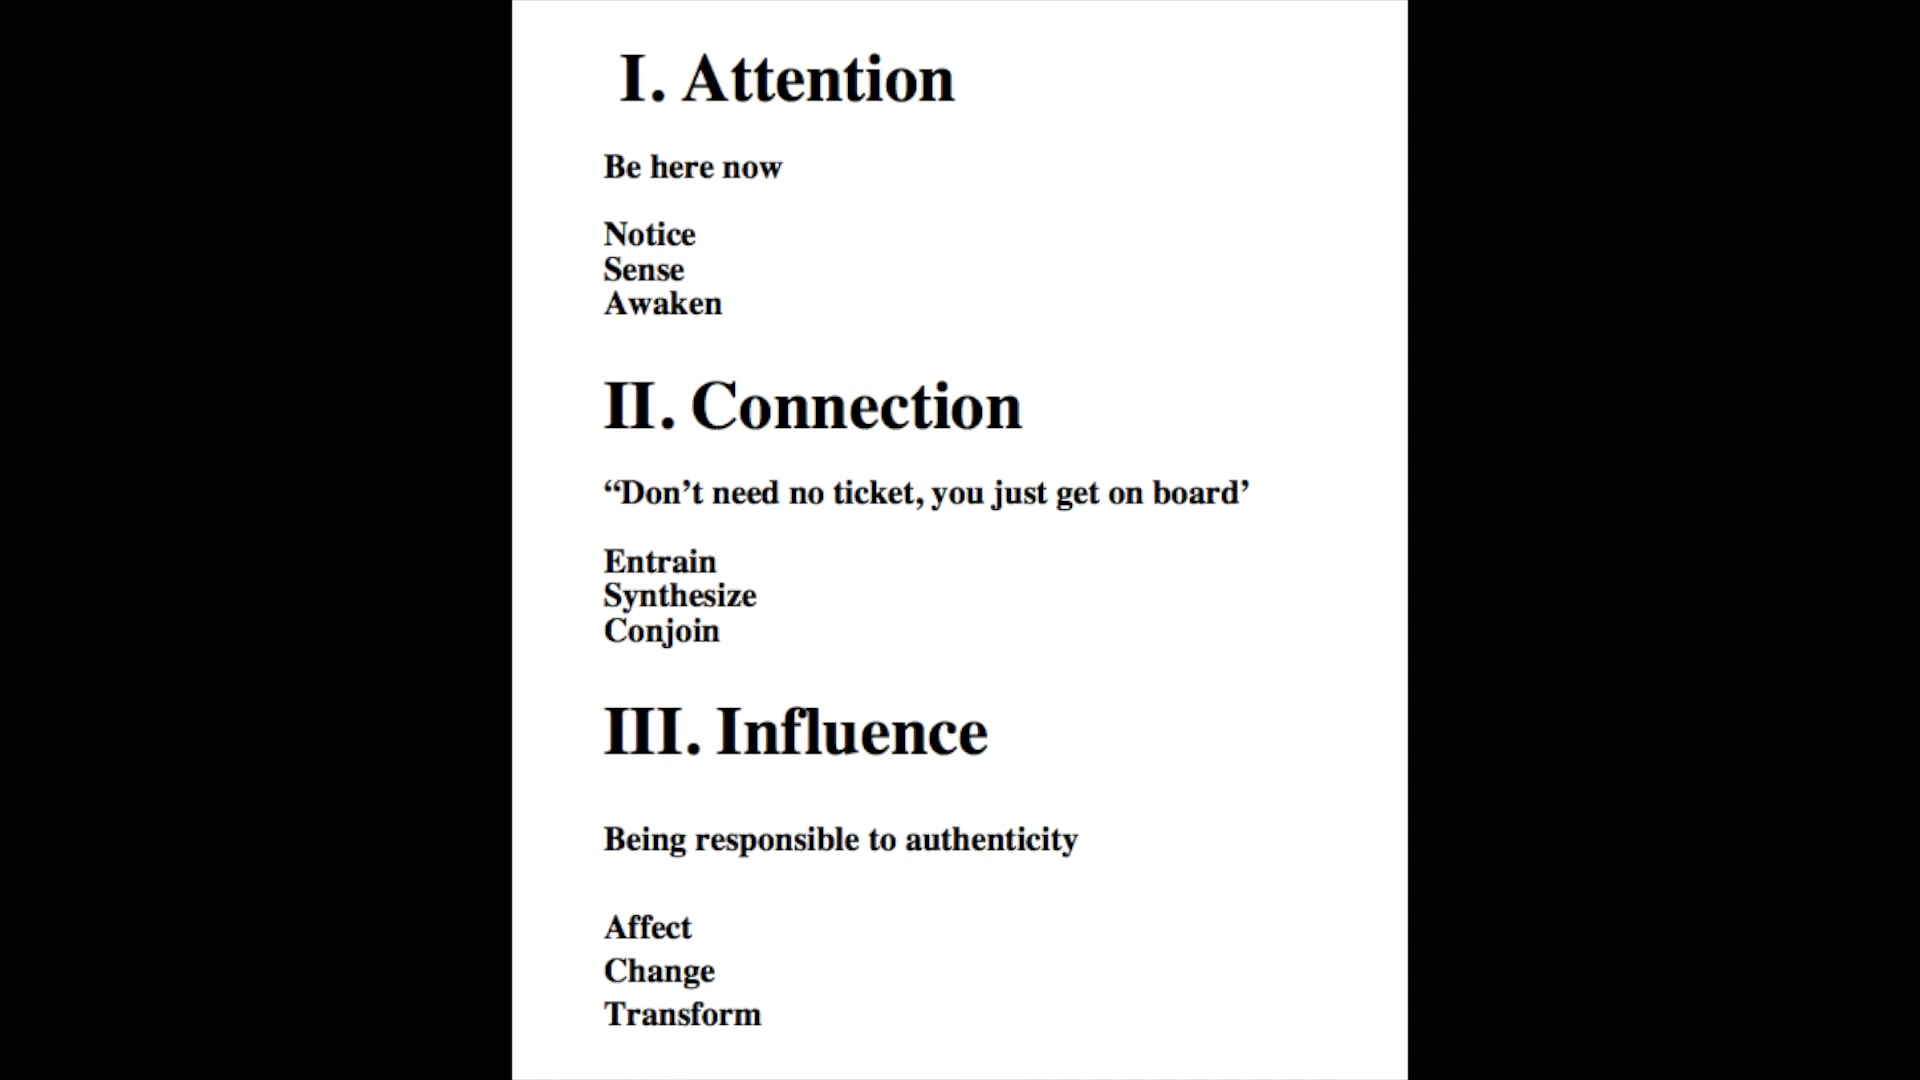 I. Attention
Be here now
Notice
Sense
Awaken
II. Connection
“Don’t need no ticket, you just get on board’
Entrain
Synthesize
Conjoin
III. Influence
Being responsible to authenticity
Affect
Change
Transform